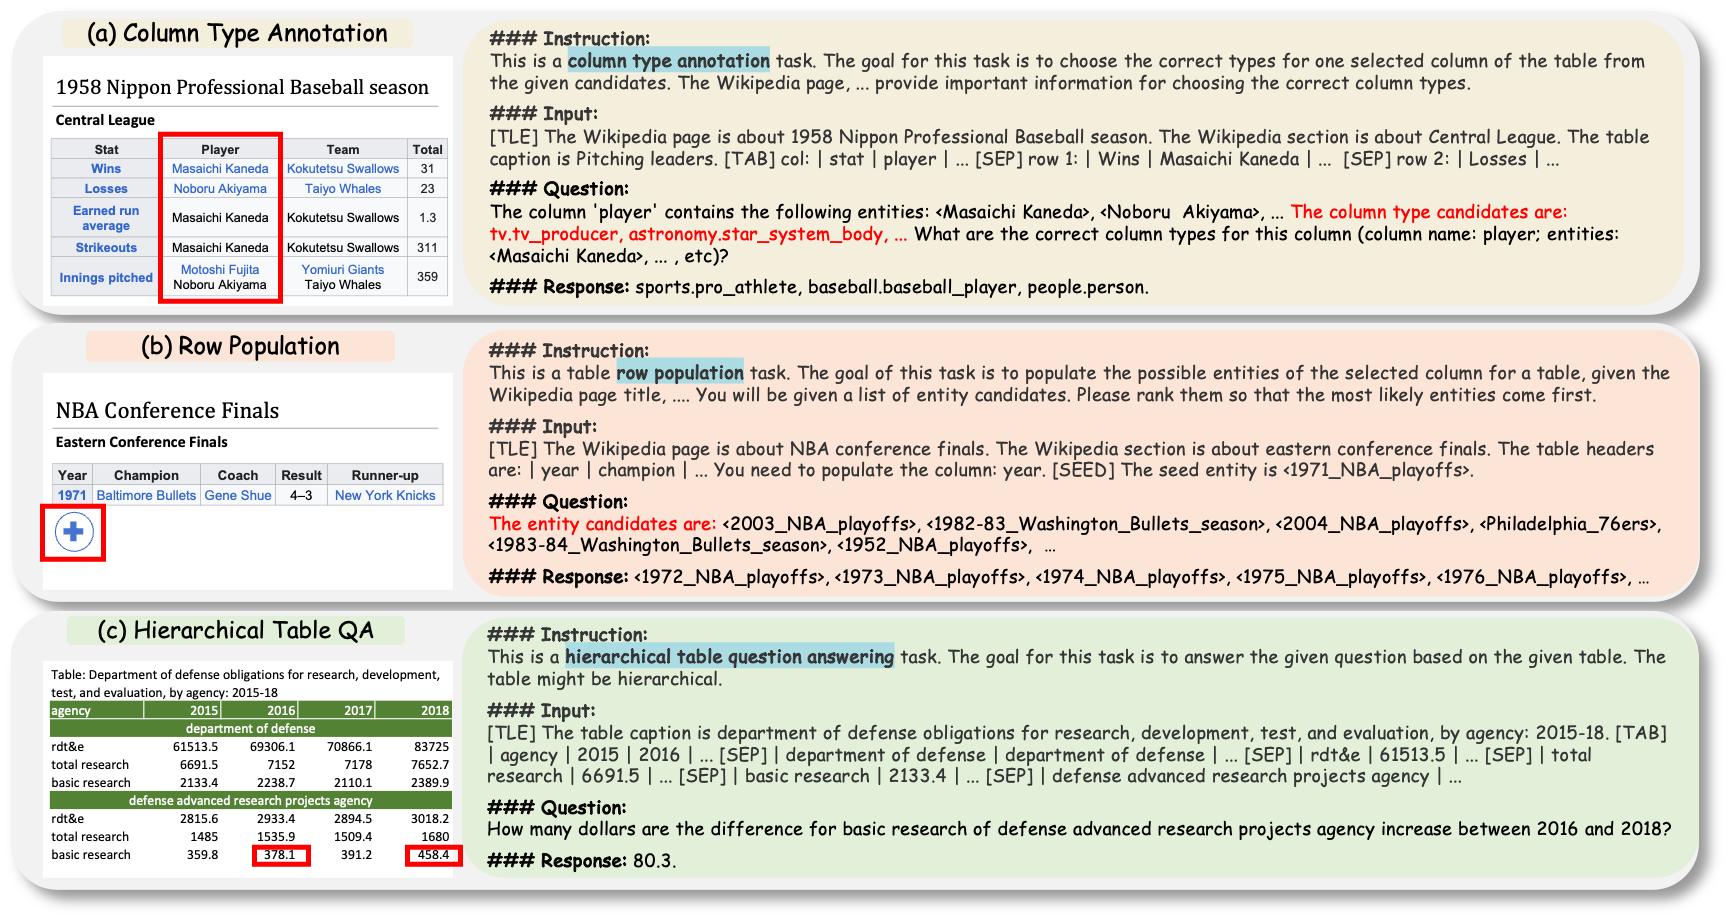 (a) Column Type Annotation
1958 Nippon Professional Baseball season
Central League
Stat Player Team Total
Wins Masaichi Kaneda Kokutetsu Swallows 31
Losses Noboru Akiyama Taiyo Whales 23
Earned run average Masaichi Kaneda Kokutetsu Swallows 1.3
Strikeouts Masaichi Kaneda Kokutetsu Swallows 311
Innings pitched Motoshi Fujita Noboru Akiyama Yomiuri Giants Taiyo Whales 359
### Instruction:
This is a column type annotation task. The goal for this task is to choose the correct types for one selected column of the table from
the given candidates. The Wikipedia page, ... provide important information for choosing the correct column types.
### Input:
[TLE] The Wikipedia page is about 1958 Nippon Professional Baseball season. The Wikipedia section is about Central League. The table
caption is Pitching leaders. [TAB] col: | stat | player | ... [SEP] row 1: | Wins | Masaichi Kaneda | ... [SEP] row 2: | Losses | ...
### Question:
The column 'player' contains the following entities: <Masaichi Kaneda>, <Noboru Akiyama>, ... The column type candidates are:
tv.tv_producer, astronomy.star_system_body, ... What are the correct column types for this column (column name: player; entities:
<Masaichi Kaneda>, ... , etc)?
### Response: sports.pro_athlete, baseball.baseball_player, people.person.
(b) Row Population
NBA Conference Finals
Eastern Conference Finals
Year Champion Coach Result Runner-up
1971 Baltimore Bullets Gene Shue 4–3 New York Knicks
### Instruction:
This is a table row population task. The goal of this task is to populate the possible entities of the selected column for a table, given the
Wikipedia page title, .... You will be given a list of entity candidates. Please rank them so that the most likely entities come first.
### Input:
[TLE] The Wikipedia page is about NBA conference finals. The Wikipedia section is about eastern conference finals. The table headers
are: | year | champion | ... You need to populate the column: year. [SEED] The seed entity is <1971_NBA_playoffs>.
### Question:
The entity candidates are: <2003_NBA_playoffs>, <1982-83_Washington_Bullets_season>, <2004_NBA_playoffs>, <Philadelphia_76ers>,
<1983-84_Washington_Bullets_season>, <1952_NBA_playoffs>, ...
### Response: <1972_NBA_playoffs>, <1973_NBA_playoffs>, <1974_NBA_playoffs>, <1975_NBA_playoffs>, <1976_NBA_playoffs>, ...
(c) Hierarchical Table QA
Table: Department of defense obligations for research, development,
test, and evaluation, by agency: 2015-18
agency 2015 2016 2017 2018
department of defense
rdt&e 61513.5 69306.1 70866.1 83725
total research 6691.5 7152 7178 7652.7
basic research 2133.4 2238.7 2110.1 2389.9
defense advanced research projects agency
rdt&e 2815.6 2933.4 2894.5 3018.2
total research 1485 1535.9 1509.4 1680
basic research 359.8 378.1 391.2 458.4
### Instruction:
This is a hierarchical table question answering task. The goal for this task is to answer the given question based on the given table. The
table might be hierarchical.
### Input:
[TLE] The table caption is department of defense obligations for research, development, test, and evaluation, by agency: 2015-18. [TAB]
| agency | 2015 | 2016 | ... [SEP] | department of defense | department of defense | ... [SEP] | rdt&e | 61513.5 | ... [SEP] | total
research | 6691.5 | ... [SEP] | basic research | 2133.4 | ... [SEP] | defense advanced research projects agency | ...
### Question:
How many dollars are the difference for basic research of defense advanced research projects agency increase between 2016 and 2018?
### Response: 80.3.